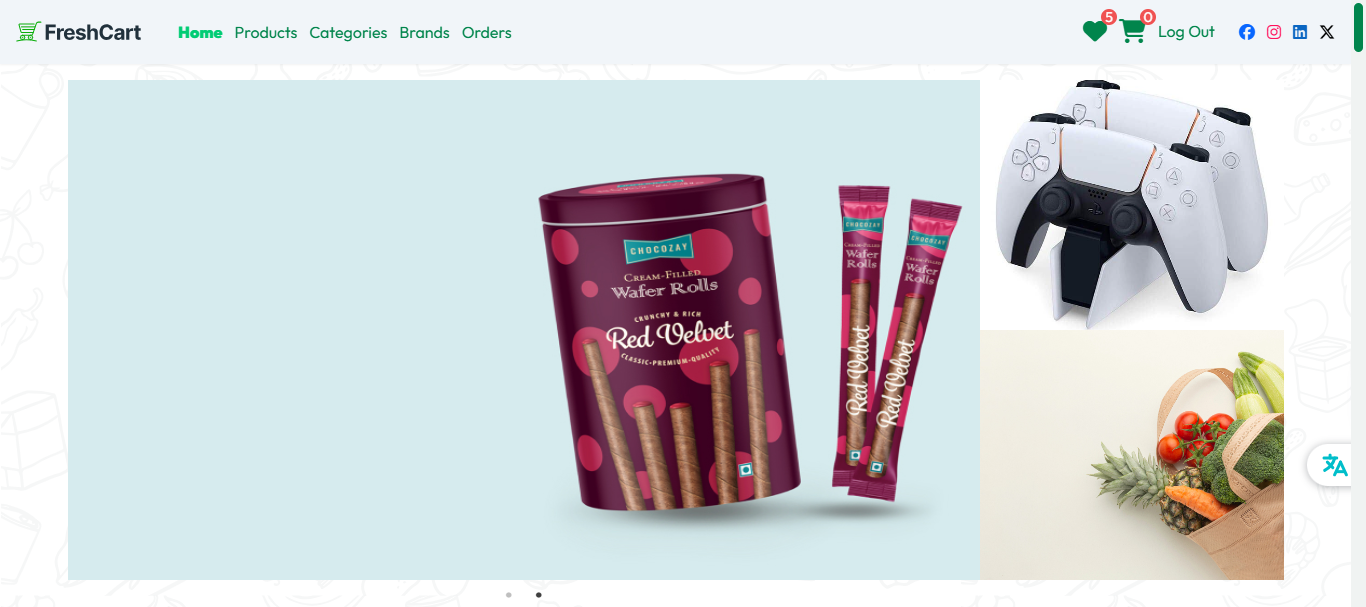 FreshCart
Home Products Categories Brands Orders
5
0
Log Out
CHOCOZAY
CREAM-FILLED
Wafer Rolls
CRUNCHY & RICH
Red Velvet
CLASSIC•PREMIUM•QUALITY
CHOCOZAY
CREAM-FILLED
Wafer
Rolls
Red Velvet
CHOCOZAY
CREAM-FILLED
Wafer
Rolls
Red Velvet